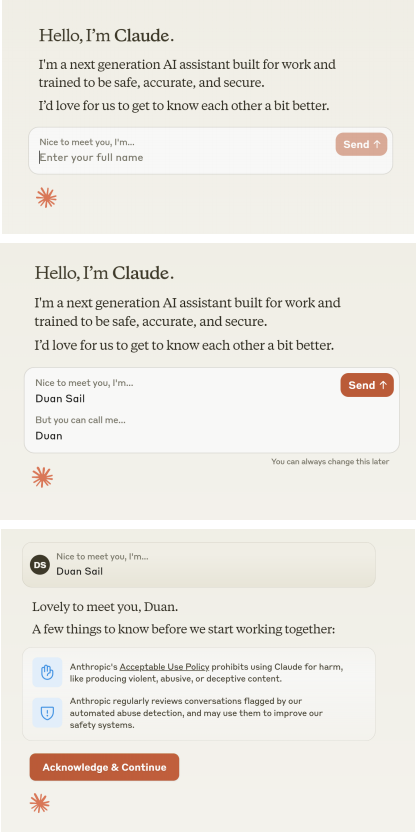 Hello, I'm Claude.
I'm a next generation AI assistant built for work and
trained to be safe, accurate, and secure.
I'd love for us to get to know each other a bit better.
Nice to meet you, I'm...
Enter your full name
Send ↑
Hello, I'm Claude.
I'm a next generation AI assistant built for work and
trained to be safe, accurate, and secure.
I'd love for us to get to know each other a bit better.
Nice to meet you, I'm...
Duan Sail
Send ↑
But you can call me...
Duan
You can always change this later
DS
Nice to meet you, I'm...
Duan Sail
Lovely to meet you, Duan.
A few things to know before we start working together:
Anthropic's Acceptable Use Policy prohibits using Claude for harm,
like producing violent, abusive, or deceptive content.
Anthropic regularly reviews conversations flagged by our
automated abuse detection, and may use them to improve our
safety systems.
Acknowledge & Continue